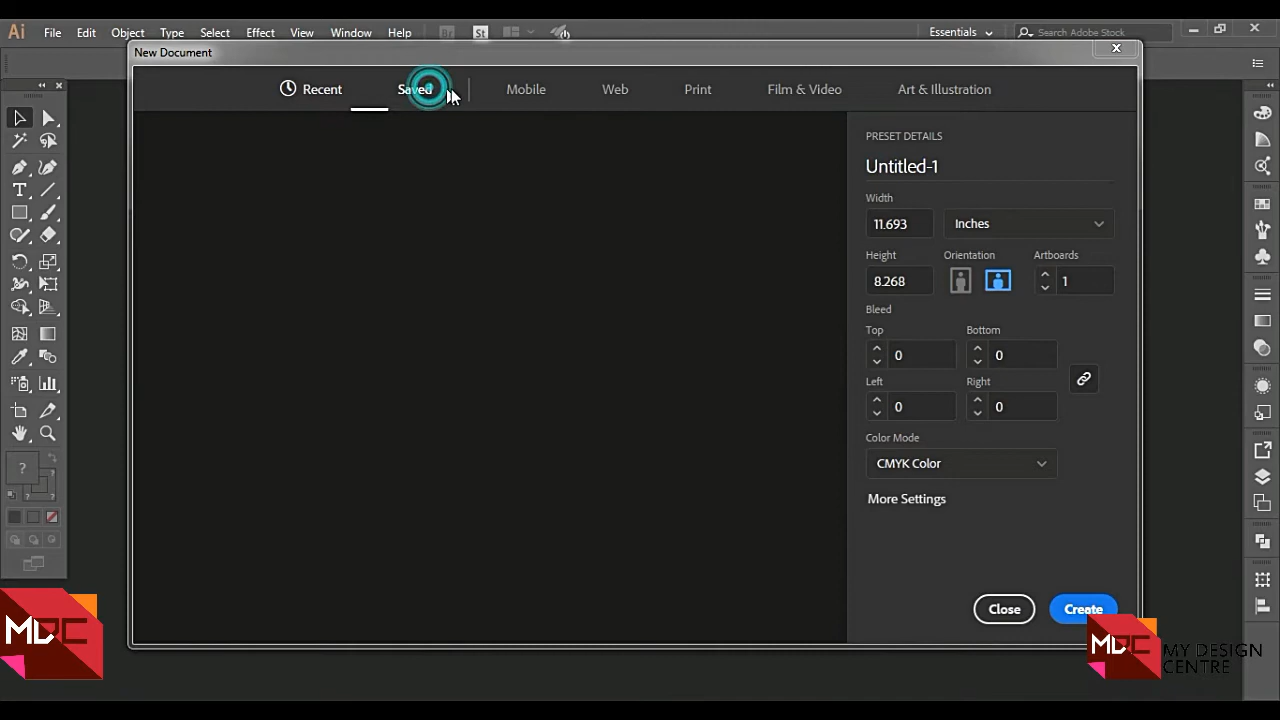 Ai File Edit Object Type Select Effect View Window Help Br St Essentials Search Adobe Stock
New Document
Recent Saved Mobile Web Print Film & Video Art & Illustration
PRESET DETAILS
Untitled-1
Width
11.693 Inches
Height Orientation Artboards
8.268 1
Bleed
Top Bottom
0 0
Left Right
0 0
Color Mode
CMYK Color
More Settings
Close Create
T
?
MDC
MDC MY DESIGN
CENTRE